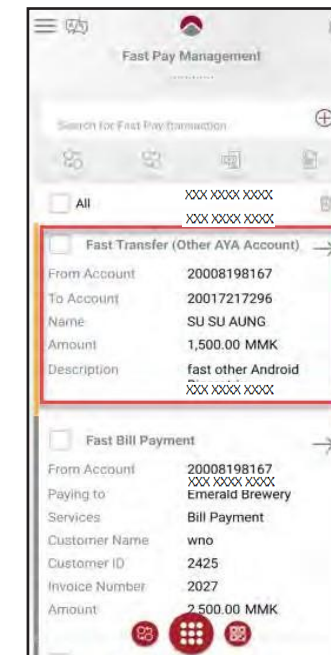 Fast Pay Management
Search for Fast Pay transaction
All XXX XXXX XXXX
XXX XXXX XXXX
Fast Transfer (Other AYA Account)
From Account 20008198167
To Account 20017217296
Name SU SU AUNG
Amount 1,500.00 MMK
Description fast other Android
XXX XXXX XXXX
Fast Bill Payment
From Account 20008198167
XXX XXXX XXXX
Paying to Emerald Brewery
Services Bill Payment
Customer Name wno
Customer ID 2425
Invoice Number 2027
Amount 2,500.00 MMK